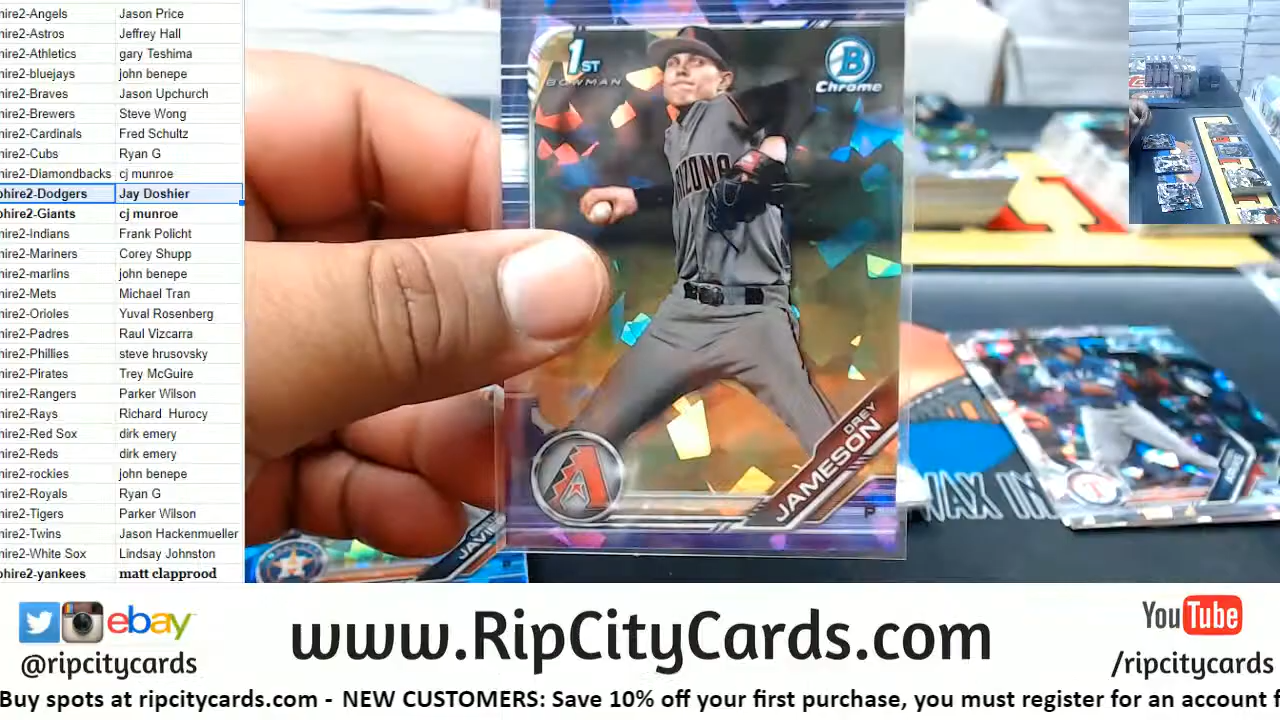 hire2-Angels Jason Price
hire2-Astros Jeffrey Hall
hire2-Athletics gary Teshima
hire2-bluejays john benepe
hire2-Braves Jason Upchurch
hire2-Brewers Steve Wong
hire2-Cardinals Fred Schultz
hire2-Cubs Ryan G
hire2-Diamondbacks cj munroe
phire2-Dodgers Jay Doshier
phire2-Giants cj munroe
hire2-Indians Frank Policht
hire2-Mariners Corey Shupp
hire2-marlins john benepe
hire2-Mets Michael Tran
hire2-Orioles Yuval Rosenberg
hire2-Padres Raul Vizcarra
hire2-Phillies steve hrusovsky
hire2-Pirates Trey McGuire
hire2-Rangers Parker Wilson
hire2-Rays Richard Hurocy
hire2-Red Sox dirk emery
hire2-Reds dirk emery
hire2-rockies john benepe
hire2-Royals Ryan G
hire2-Tigers Parker Wilson
hire2-Twins Jason Hackenmueller
hire2-White Sox Lindsay Johnston
phire2-yankees matt clapprood
1ST
BOWMAN
B
Chrome
ARIZONA
DREY
JAMESON
P
WAX IN
ebay
@ripcitycards
www.RipCityCards.com
YouTube
/ripcitycards
Buy spots at ripcitycards.com - NEW CUSTOMERS: Save 10% off your first purchase, you must register for an account f